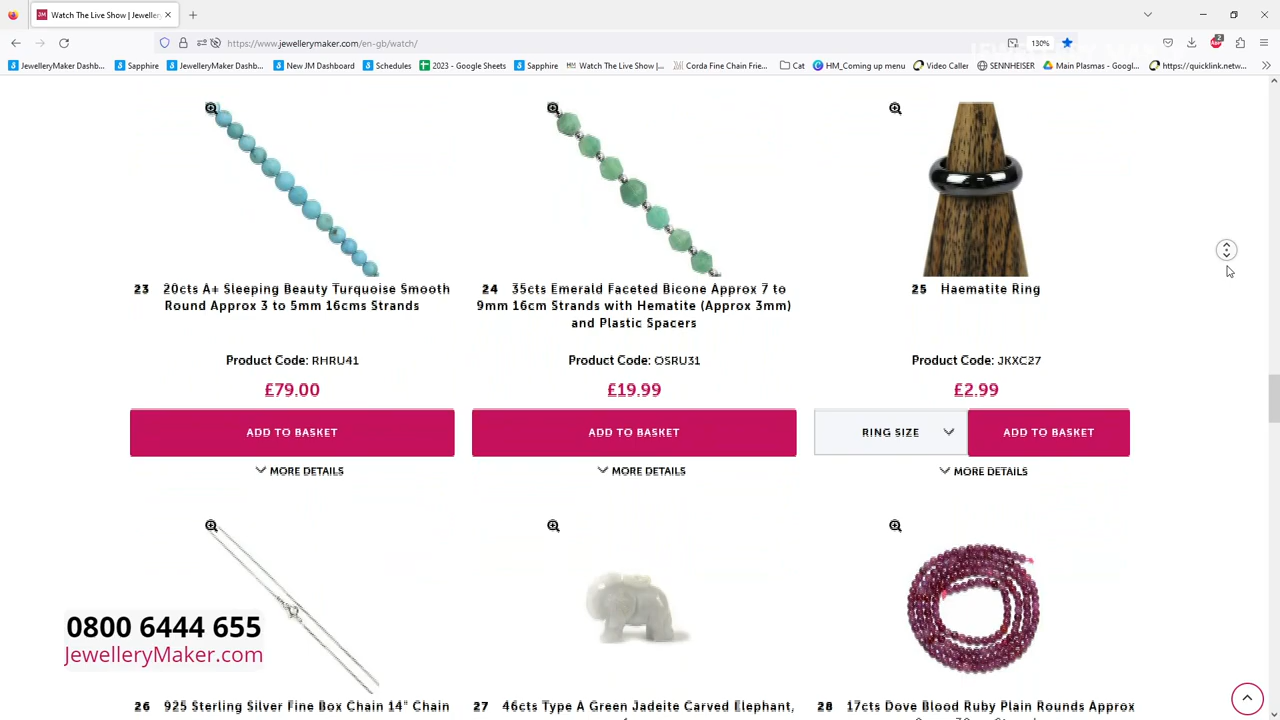 Watch The Live Show | Jeweller
https://www.jewellerymaker.com/en-gb/watch/
130%
2
JewelleryMaker Dashb...
Sapphire
JewelleryMaker Dashb...
New JM Dashboard
Schedules
2023 - Google Sheets
Sapphire
Watch The Live Show |...
Corda Fine Chain Frie...
Cat
HM_Coming up menu
Video Caller
SENNHEISER
Main Plasmas - Googl...
https://quicklink.netw...
23 20cts A+ Sleeping Beauty Turquoise Smooth
Round Approx 3 to 5mm 16cms Strands
Product Code: RHRU41
£79.00
ADD TO BASKET
MORE DETAILS
24 35cts Emerald Faceted Bicone Approx 7 to
9mm 16cm Strands with Hematite (Approx 3mm)
and Plastic Spacers
Product Code: OSRU31
£19.99
ADD TO BASKET
MORE DETAILS
25 Haematite Ring
Product Code: JKXC27
£2.99
RING SIZE
ADD TO BASKET
MORE DETAILS
26 925 Sterling Silver Fine Box Chain 14" Chain
27 46cts Type A Green Jadeite Carved Elephant,
28 17cts Dove Blood Ruby Plain Rounds Approx
0800 6444 655
JewelleryMaker.com